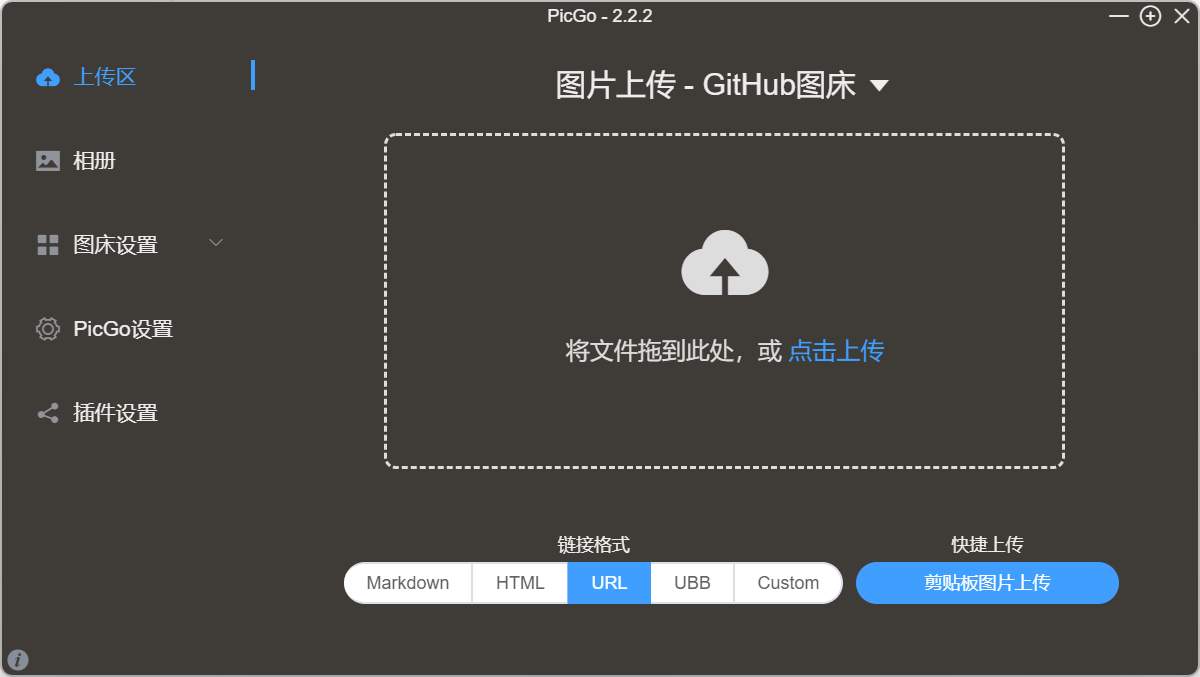 PicGo - 2.2.2
上传区
相册
图床设置
PicGo设置
插件设置
图片上传 - GitHub图床
将文件拖到此处，或 点击上传
链接格式
Markdown HTML URL UBB Custom
快捷上传
剪贴板图片上传
i